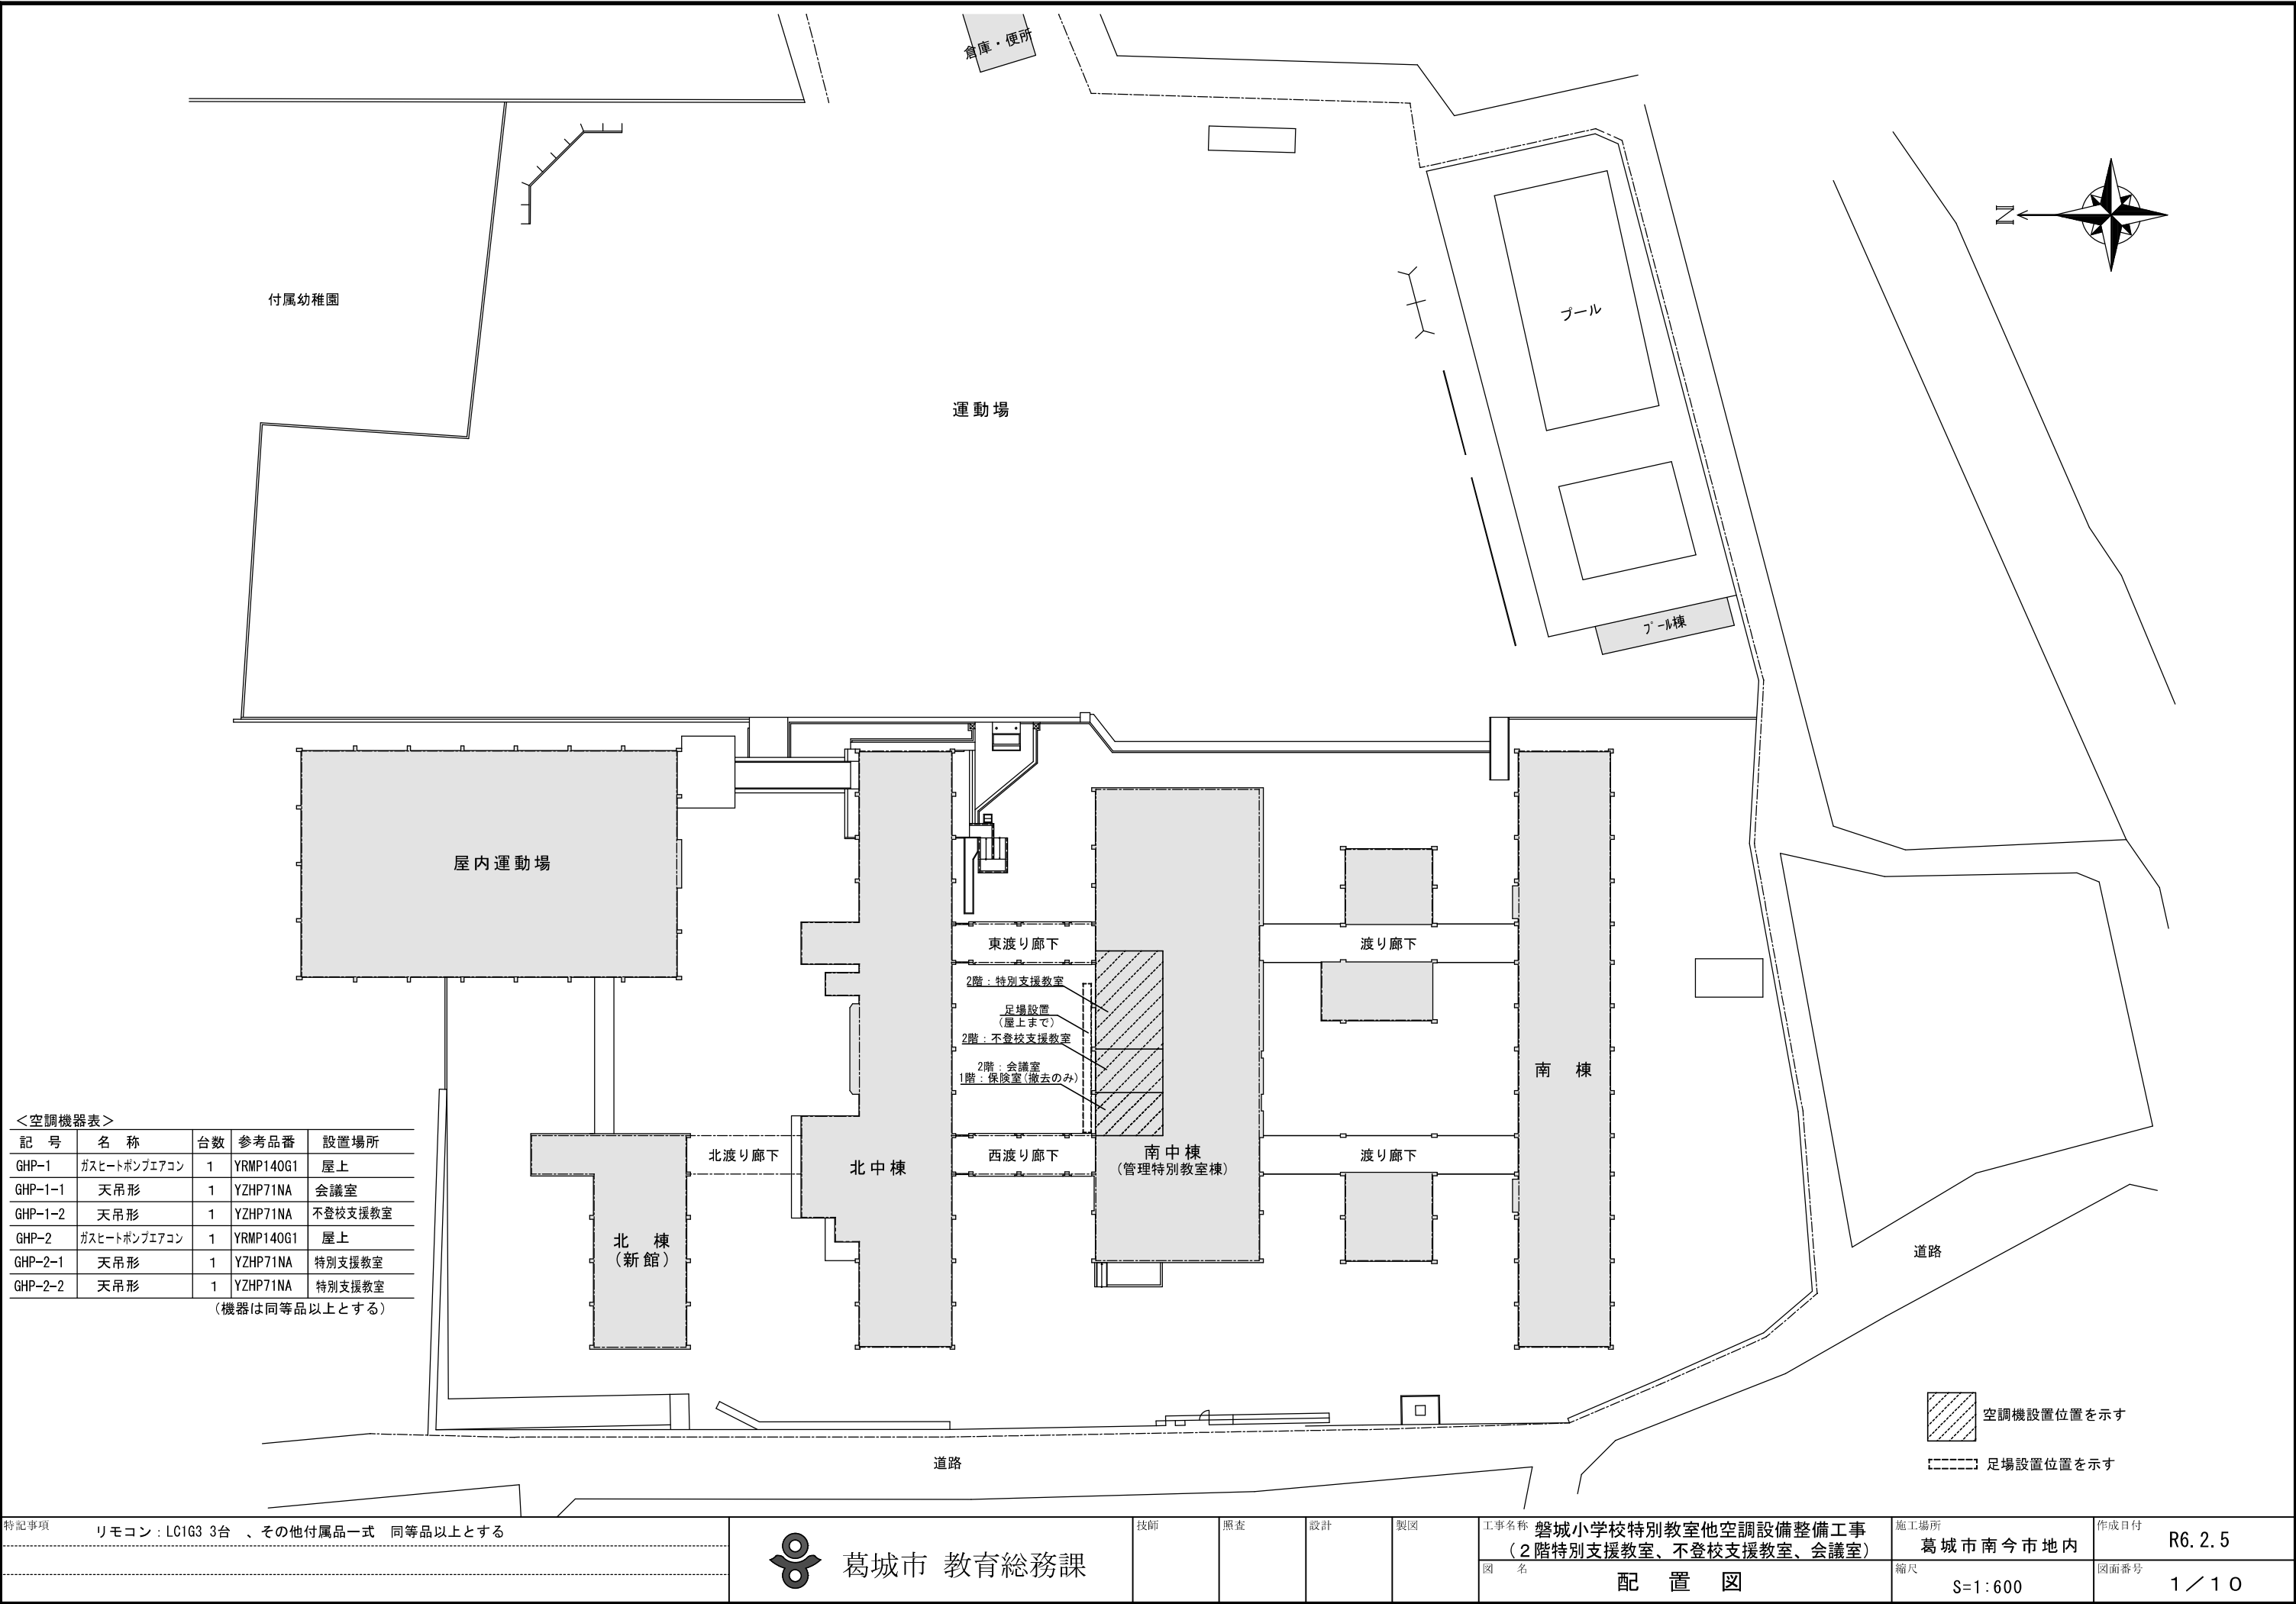 倉庫・便所
N
付属幼稚園
プール
運動場
プール棟
屋内運動場
東渡り廊下
渡り廊下
2階：特別支援教室
足場設置
（屋上まで）
2階：不登校支援教室
2階：会議室
1階：保険室(撤去のみ)
南　棟
北渡り廊下
北中棟
西渡り廊下
南中棟
（管理特別教室棟）
渡り廊下
北　棟
（新館）
＜空調機器表＞
記　号　名　称　台数　参考品番　設置場所
GHP-1　ガスヒートポンプエアコン　1　YRMP140G1　屋上
GHP-1-1　天吊形　1　YZHP71NA　会議室
GHP-1-2　天吊形　1　YZHP71NA　不登校支援教室
GHP-2　ガスヒートポンプエアコン　1　YRMP140G1　屋上
GHP-2-1　天吊形　1　YZHP71NA　特別支援教室
GHP-2-2　天吊形　1　YZHP71NA　特別支援教室
（機器は同等品以上とする）
道路
空調機設置位置を示す
足場設置位置を示す
道路
特記事項
リモコン：LC1G3 3台　、その他付属品一式　同等品以上とする
葛城市 教育総務課
技師
照査
設計
製図
工事名称
磐城小学校特別教室他空調設備整備工事
（２階特別支援教室、不登校支援教室、会議室）
図　名
配　置　図
施工場所
葛城市南今市地内
縮尺
S=1:600
作成日付
R6.2.5
図面番号
１／１０